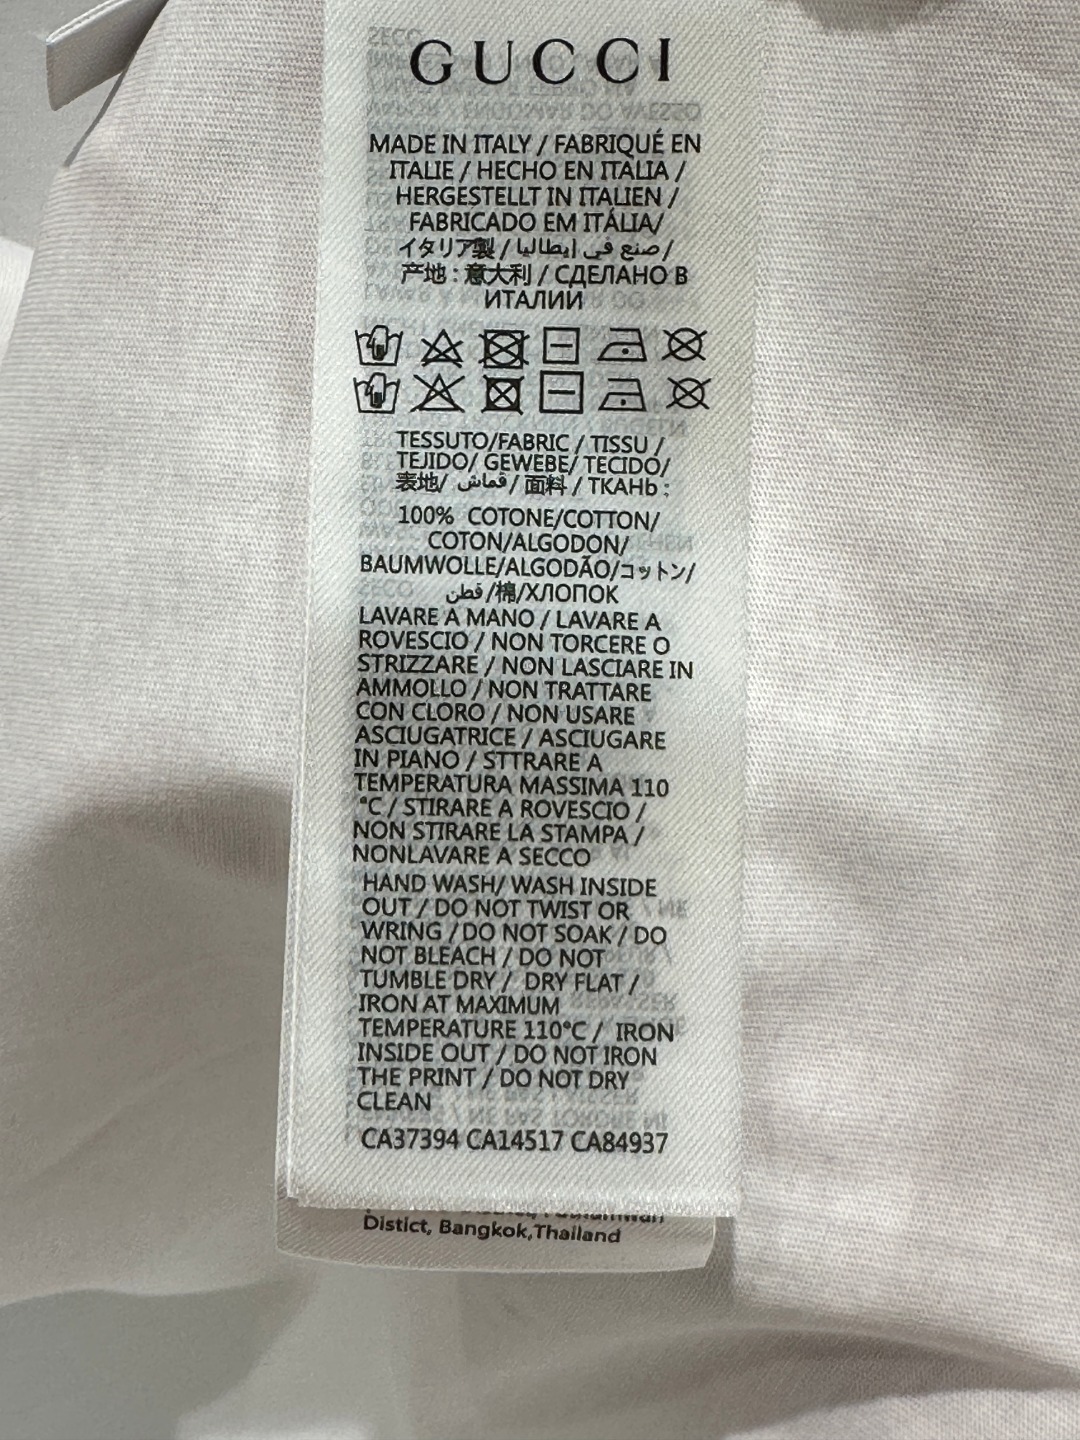 GUCCI
MADE IN ITALY / FABRIQUÉ EN
ITALIE / HECHO EN ITALIA /
HERGESTELLT IN ITALIEN /
FABRICADO EM ITÁLIA/
イタリア製 / صنع في إيطاليا /
产地 : 意大利 / СДЕЛАНО В
ИТАЛИЙ
TESSUTO/FABRIC / TISSU /
TEJIDO/ GEWEBE/ TECIDO/
表地/ قماش / 面料 / TKAHb :
100% COTONE/COTTON/
COTON/ALGODON/
BAUMWOLLE/ALGODÃO/コットン/
قطن /棉/ХЛОПОК
LAVARE A MANO / LAVARE A
ROVESCIO / NON TORCERE O
STRIZZARE / NON LASCIARE IN
AMMOLLO / NON TRATTARE
CON CLORO / NON USARE
ASCIUGATRICE / ASCIUGARE
IN PIANO / STTRARE A
TEMPERATURA MASSIMA 110
°C / STIRARE A ROVESCIO /
NON STIRARE LA STAMPA /
NONLAVARE A SECCO
HAND WASH/ WASH INSIDE
OUT / DO NOT TWIST OR
WRING / DO NOT SOAK / DO
NOT BLEACH / DO NOT
TUMBLE DRY / DRY FLAT /
IRON AT MAXIMUM
TEMPERATURE 110°C / IRON
INSIDE OUT / DO NOT IRON
THE PRINT / DO NOT DRY
CLEAN
CA37394 CA14517 CA84937
Distict, Bangkok,Thailand